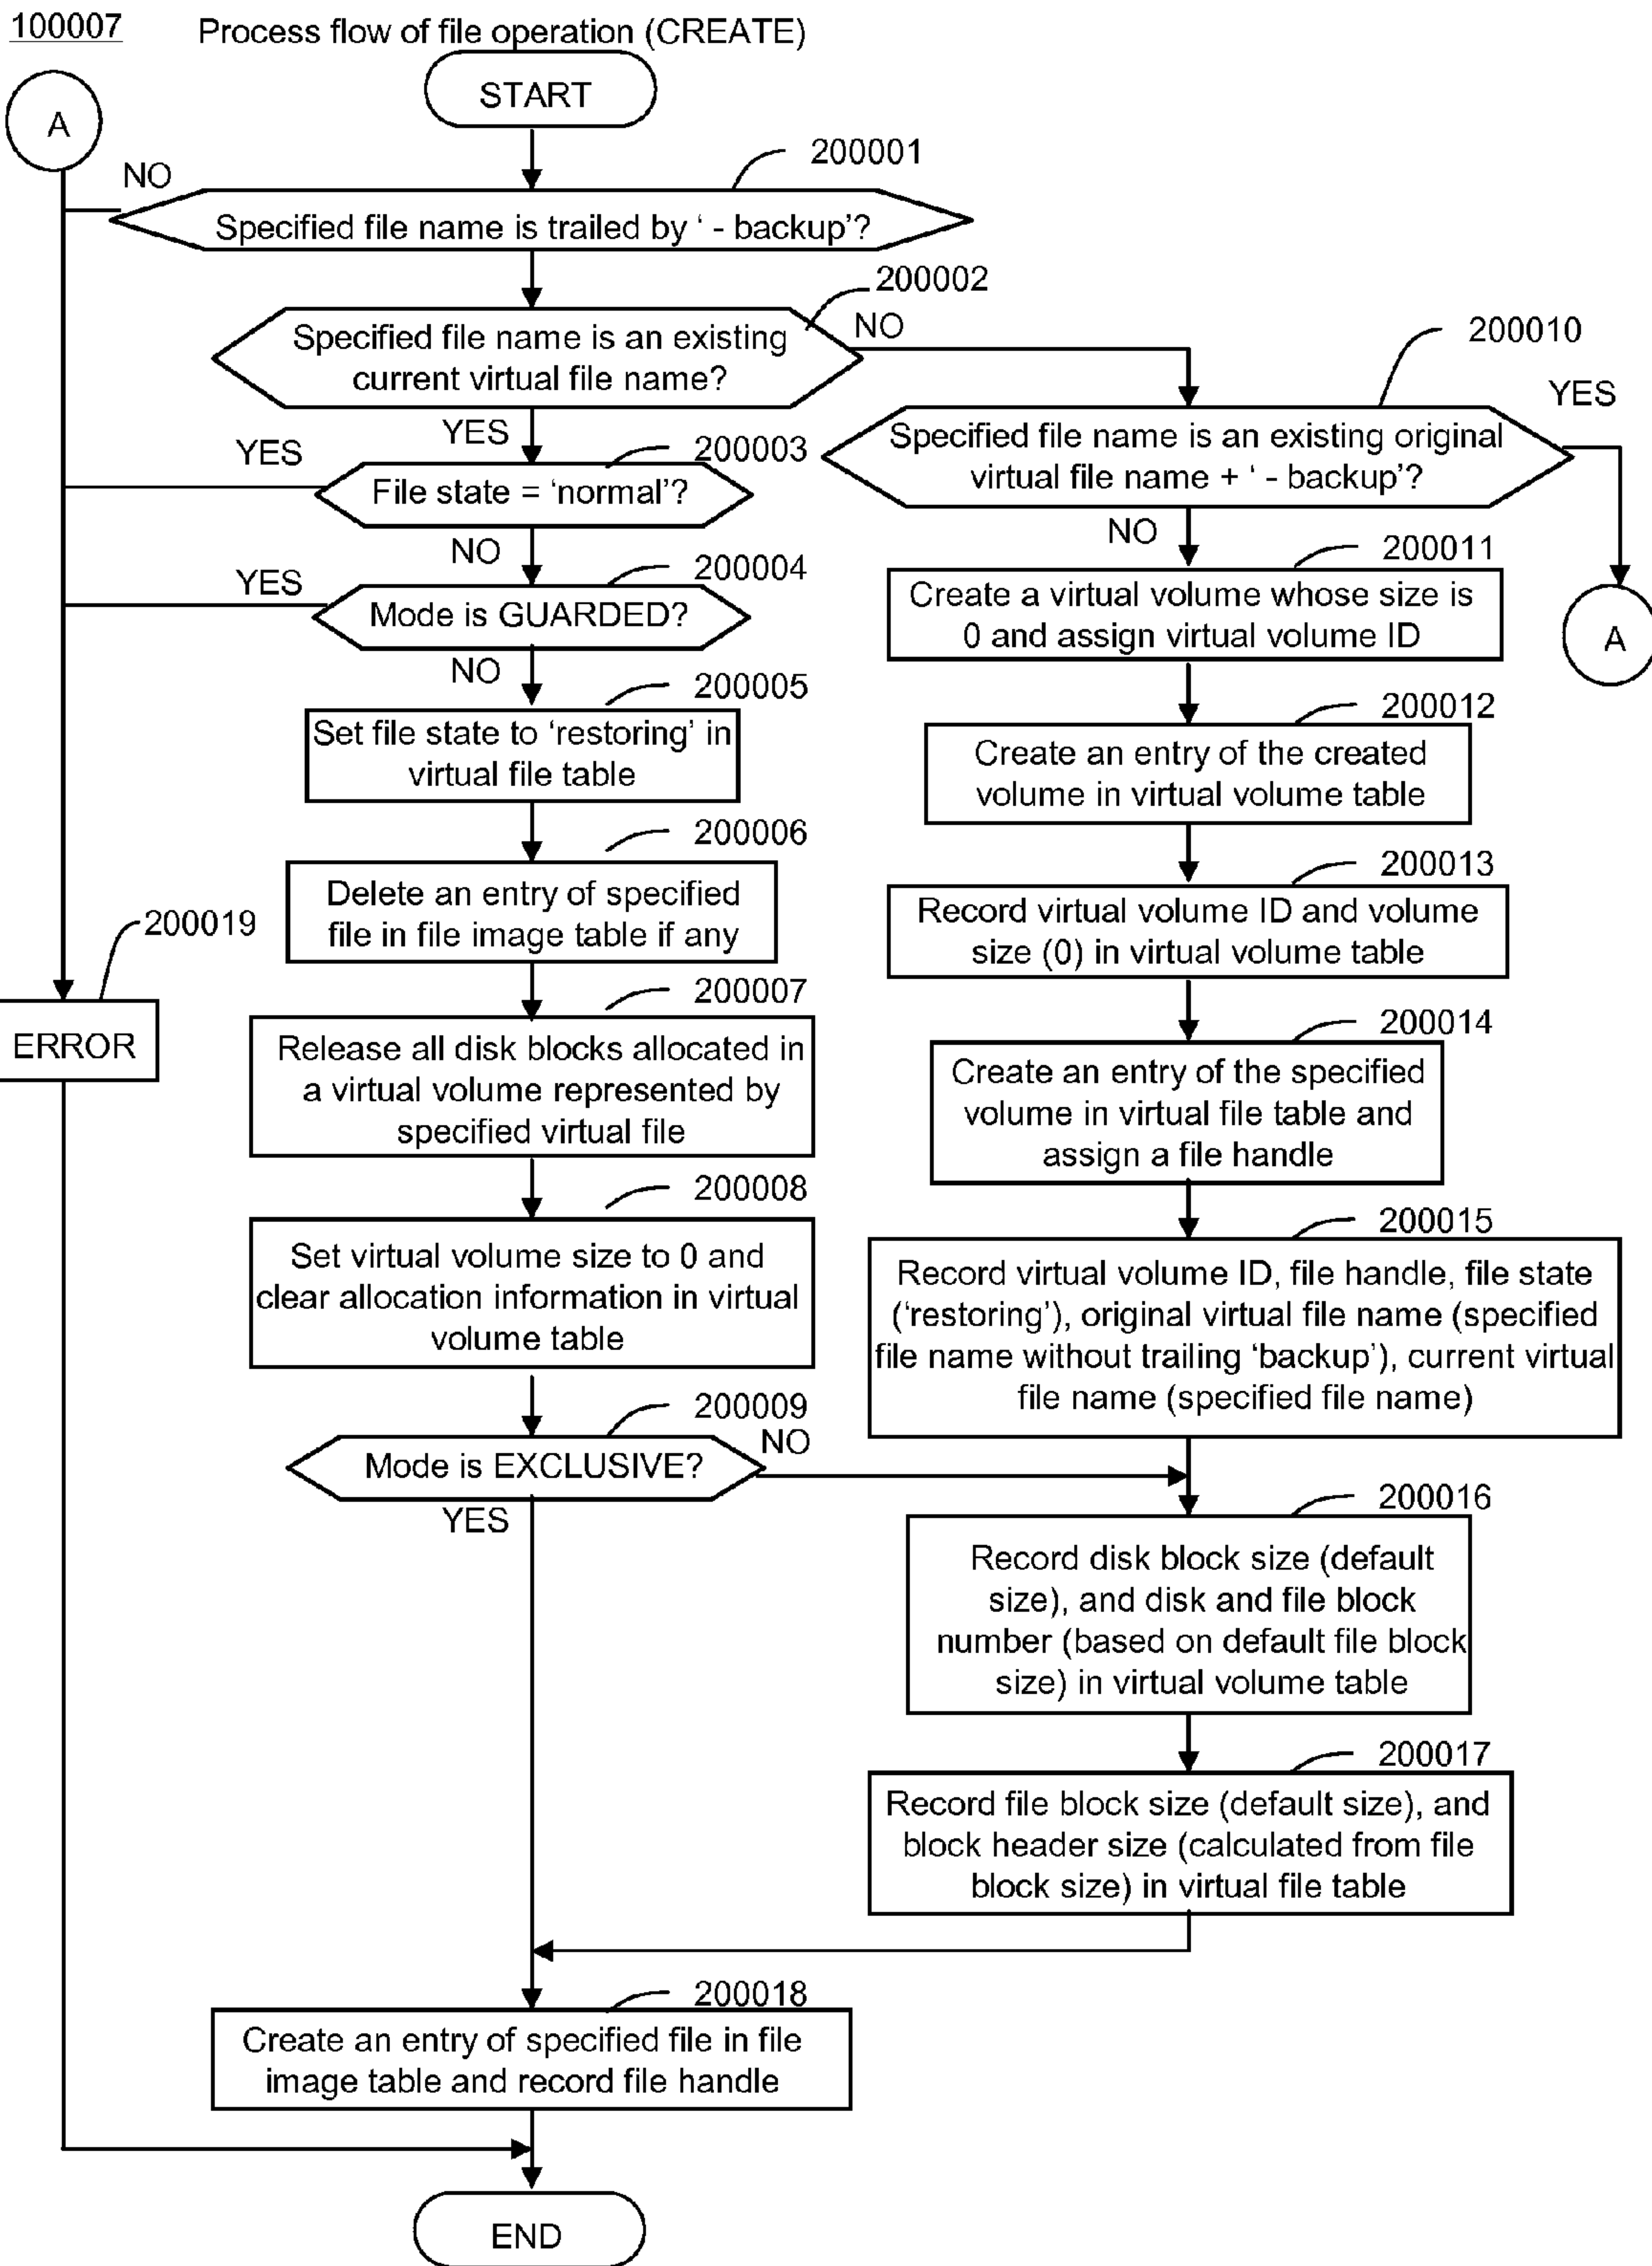 100007
Process flow of file operation (CREATE)
A
START
NO
200001
Specified file name is trailed by ‘ - backup’?
200002
Specified file name is an existing
current virtual file name?
NO
200010
YES
Specified file name is an existing original
virtual file name + ‘ - backup’?
YES
YES
200003
File state = ‘normal’?
NO
NO
200004
YES
Mode is GUARDED?
200011
Create a virtual volume whose size is
0 and assign virtual volume ID
A
NO
200005
Set file state to ‘restoring’ in
virtual file table
200012
Create an entry of the created
volume in virtual volume table
200006
Delete an entry of specified
file in file image table if any
200013
Record virtual volume ID and volume
size (0) in virtual volume table
200019
ERROR
200007
Release all disk blocks allocated in
a virtual volume represented by
specified virtual file
200014
Create an entry of the specified
volume in virtual file table and
assign a file handle
200008
Set virtual volume size to 0 and
clear allocation information in virtual
volume table
200015
Record virtual volume ID, file handle, file state
(‘restoring’), original virtual file name (specified
file name without trailing ‘backup’), current virtual
file name (specified file name)
200009
NO
Mode is EXCLUSIVE?
YES
200016
Record disk block size (default
size), and disk and file block
number (based on default file block
size) in virtual volume table
200017
Record file block size (default size), and
block header size (calculated from file
block size) in virtual file table
200018
Create an entry of specified file in file
image table and record file handle
END